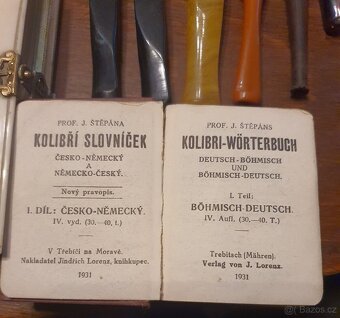 PROF. J. ŠTĚPÁNA
KOLIBŘÍ SLOVNÍČEK
ČESKO-NĚMECKÝ
A
NĚMECKO-ČESKÝ.
Nový pravopis.
I. DÍL: ČESKO-NĚMECKÝ.
IV. vyd. (30.—40. t.)
V Třebíči na Moravě.
Nakladatel Jindřich Lorenz, knihkupec.
1931
PROF. J. ŠTĚPÁNS
KOLIBRI-WÖRTERBUCH
DEUTSCH-BÖHMISCH
UND
BÖHMISCH-DEUTSCH.
I. Teil:
BÖHMISCH-DEUTSCH.
IV. Aufl. (30.—40. T.)
Trebitsch (Mähren).
Verlag von J. Lorenz.
1931
Bazos.cz